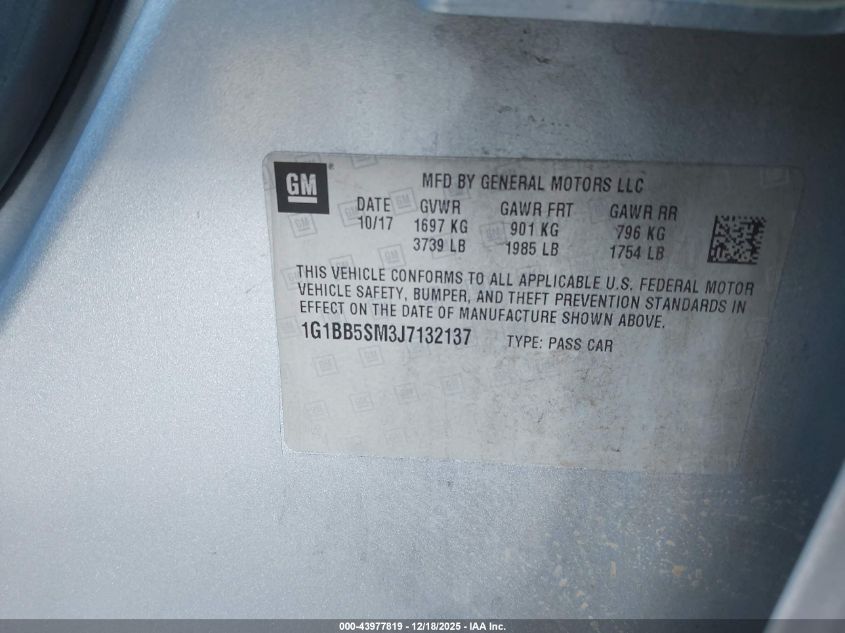 GM ®
MFD BY GENERAL MOTORS LLC
DATE GVWR GAWR FRT GAWR RR
10/17 1697 KG 901 KG 796 KG
3739 LB 1985 LB 1754 LB
THIS VEHICLE CONFORMS TO ALL APPLICABLE U.S. FEDERAL MOTOR
VEHICLE SAFETY, BUMPER, AND THEFT PREVENTION STANDARDS IN
EFFECT ON THE DATE OF MANUFACTURE SHOWN ABOVE.
1G1BB5SM3J7132137 TYPE: PASS CAR
000-43977819 - 12/18/2025 - IAA Inc.